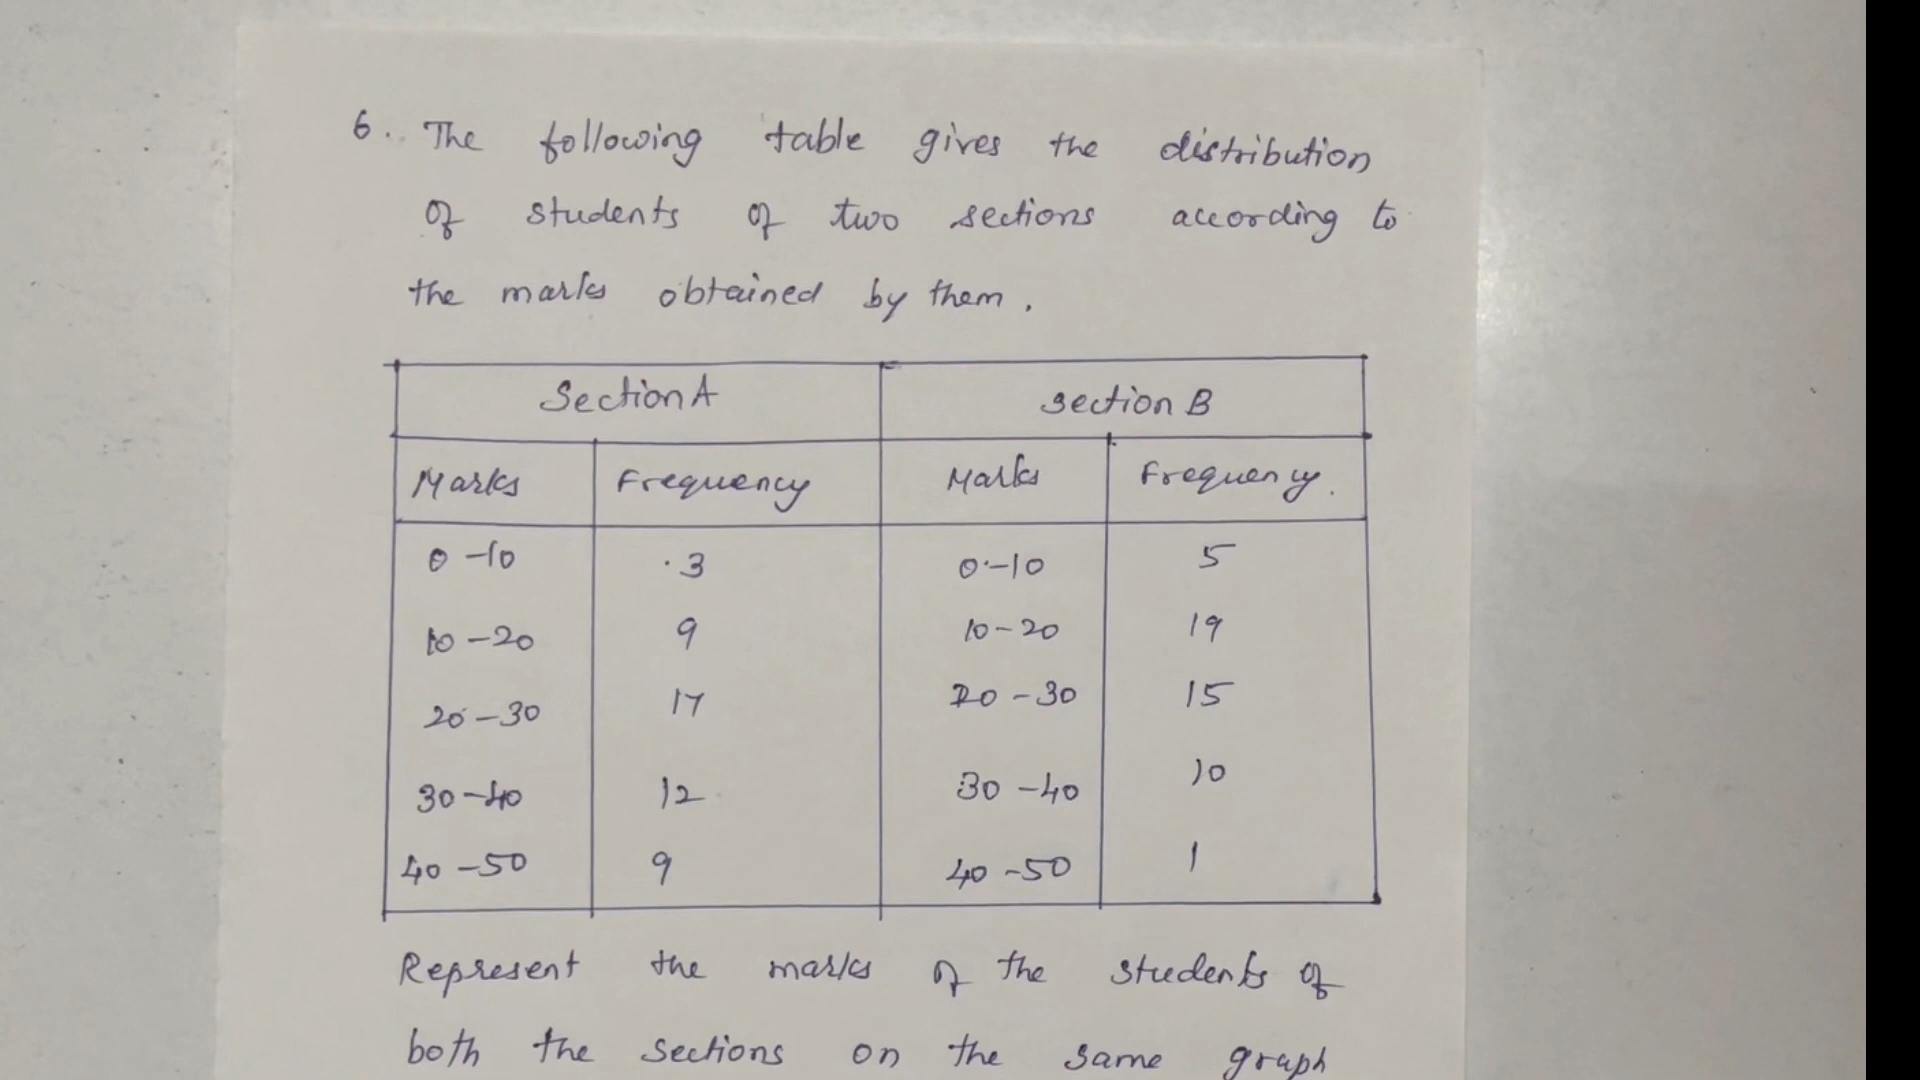 6. The following table gives the distribution
of students of two sections according to
the marks obtained by them.
Section A section B
Marks Frequency Marks Frequency.
0-10 3 0-10 5
10-20 9 10-20 19
20-30 17 20-30 15
30-40 12 30-40 10
40-50 9 40-50 1
Represent the marks of the students of
both the sections on the same graph